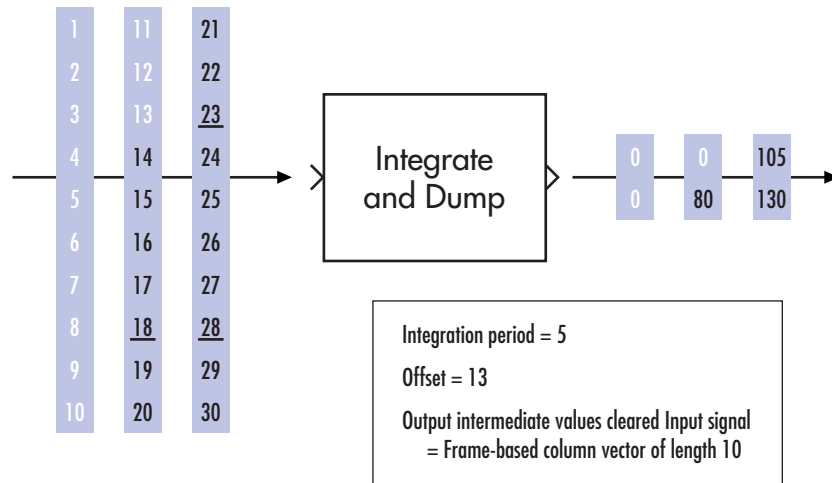 1 11 21
2 12 22
3 13 23
4 14 24
5 15 25
6 16 26
7 17 27
8 18 28
9 19 29
10 20 30
Integrate
and Dump
0 0 105
0 80 130
Integration period = 5
Offset = 13
Output intermediate values cleared Input signal
= Frame-based column vector of length 10